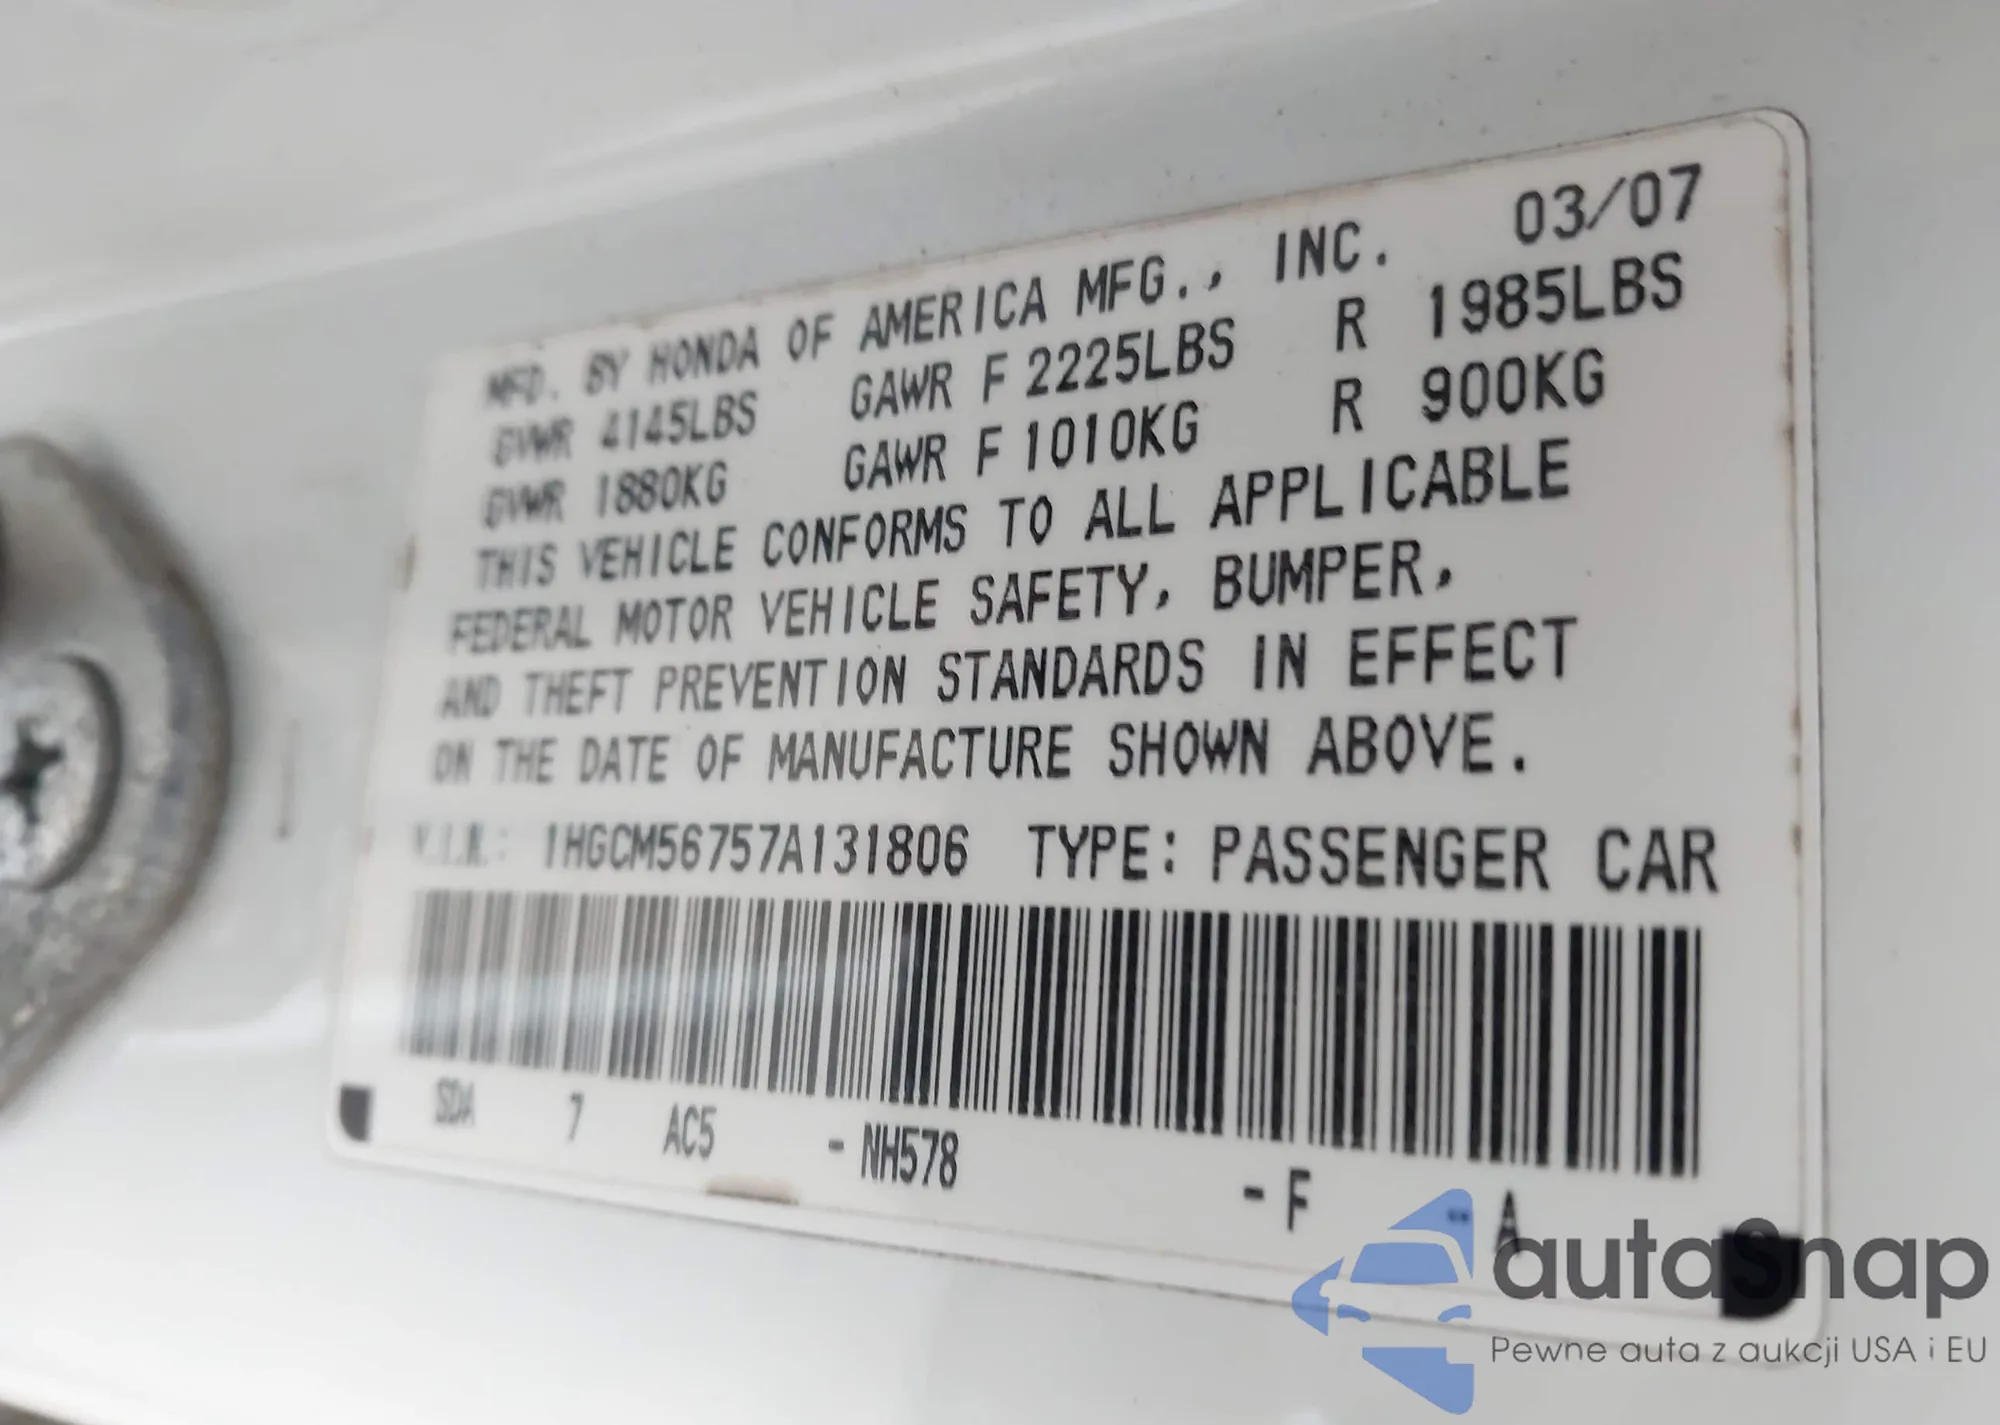 MFD. BY HONDA OF AMERICA MFG., INC. 03/07
GVWR 4145LBS GAWR F 2225LBS R 1985LBS
GVWR 1880KG GAWR F 1010KG R 900KG
THIS VEHICLE CONFORMS TO ALL APPLICABLE
FEDERAL MOTOR VEHICLE SAFETY, BUMPER,
AND THEFT PREVENTION STANDARDS IN EFFECT
ON THE DATE OF MANUFACTURE SHOWN ABOVE.
V.I.N.: 1HGCM56757A131806 TYPE: PASSENGER CAR
SDA 7 AC5 - NH578 - F - A
autosnap
Pewne auta z aukcji USA i EU